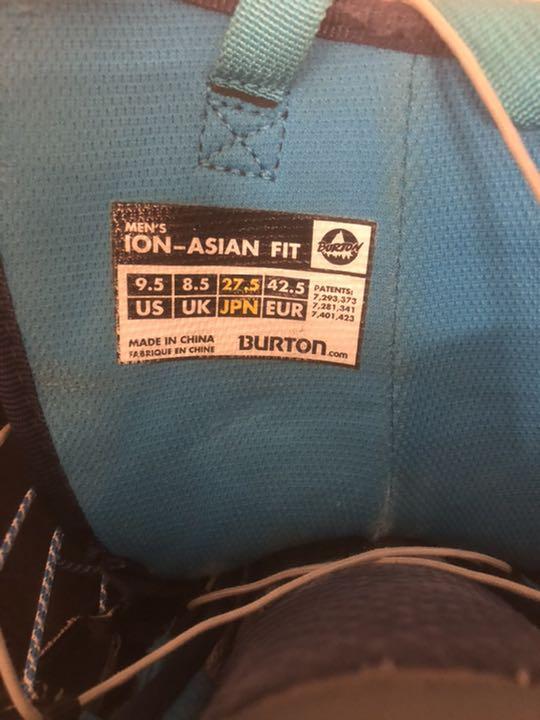 MEN'S
ION-ASIAN FIT
BURTON
9.5 8.5 27.5 42.5
US UK JPN EUR
PATENTS:
7,293,373
7,281,341
7,401,423
MADE IN CHINA
FABRIQUE EN CHINE
BURTON.com